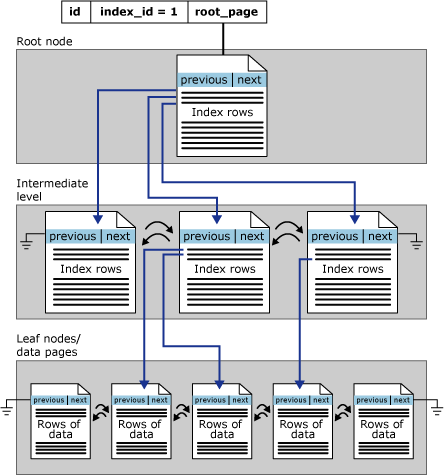 id index_id = 1 root_page
Root node
previous next
Index rows
Intermediate
level
previous next previous next previous next
Index rows Index rows Index rows
Leaf nodes/
data pages
previous next previous next previous next previous next previous next
Rows of Rows of Rows of Rows of Rows of
data data data data data